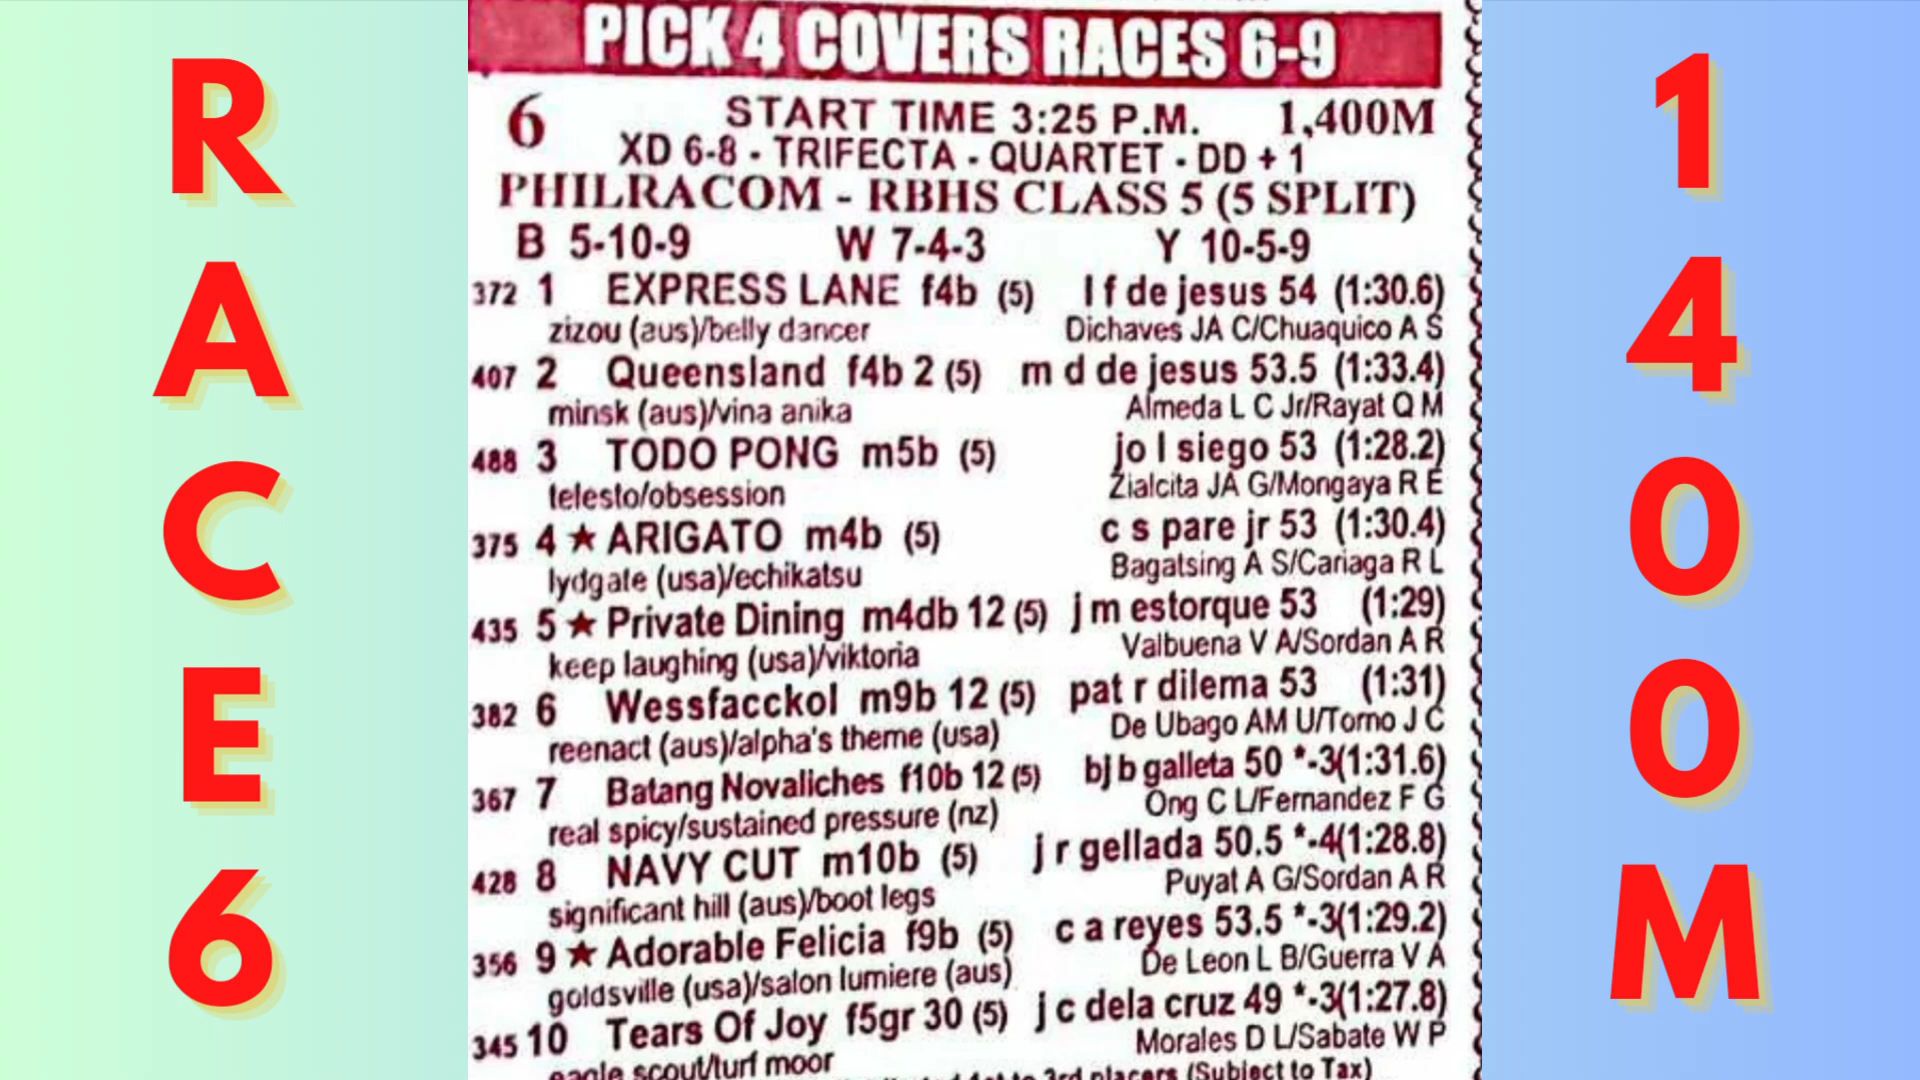 RACE 6
PICK 4 COVERS RACES 6-9
6 START TIME 3:25 P.M. 1,400M
XD 6-8 - TRIFECTA - QUARTET - DD + 1
PHILRACOM - RBHS CLASS 5 (5 SPLIT)
B 5-10-9 W 7-4-3 Y 10-5-9
372 1 EXPRESS LANE f4b (5) l f de jesus 54 (1:30.6)
zizou (aus)/belly dancer Dichaves JA C/Chuaquico A S
407 2 Queensland f4b 2 (5) m d de jesus 53.5 (1:33.4)
minsk (aus)/vina anika Almeda L C Jr/Rayat Q M
488 3 TODO PONG m5b (5) jo l siego 53 (1:28.2)
telesto/obsession Zialcita JA G/Mongaya R E
375 4 ★ ARIGATO m4b (5) c s pare jr 53 (1:30.4)
lydgate (usa)/echikatsu Bagatsing A S/Cariaga R L
435 5 ★ Private Dining m4db 12 (5) j m estorque 53 (1:29)
keep laughing (usa)/viktoria Valbuena V A/Sordan A R
382 6 Wessfacckol m9b 12 (5) pat r dilema 53 (1:31)
reenact (aus)/alpha's theme (usa) De Ubago AM U/Torno J C
367 7 Batang Novaliches f10b 12 (5) bj b galleta 50 *-3(1:31.6)
real spicy/sustained pressure (nz) Ong C L/Fernandez F G
428 8 NAVY CUT m10b (5) j r gellada 50.5 *-4(1:28.8)
significant hill (aus)/boot legs Puyat A G/Sordan A R
356 9 ★ Adorable Felicia f9b (5) c a reyes 53.5 *-3(1:29.2)
goldsville (usa)/salon lumiere (aus) De Leon L B/Guerra V A
345 10 Tears Of Joy f5gr 30 (5) j c dela cruz 49 *-3(1:27.8)
eagle scout/turf moor Morales D L/Sabate W P
1st to 3rd placers (Subject to Tax)
1400M